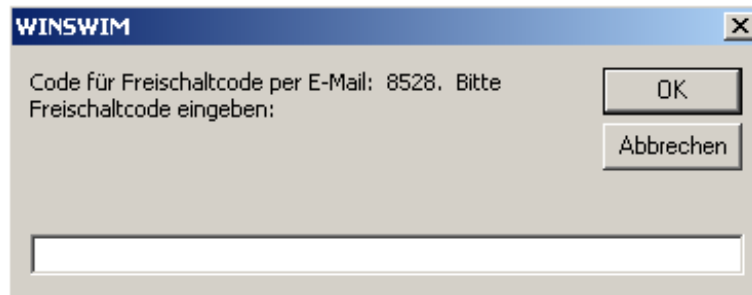 WINSWIM
Code für Freischaltcode per E-Mail: 8528. Bitte
Freischaltcode eingeben:
OK
Abbrechen